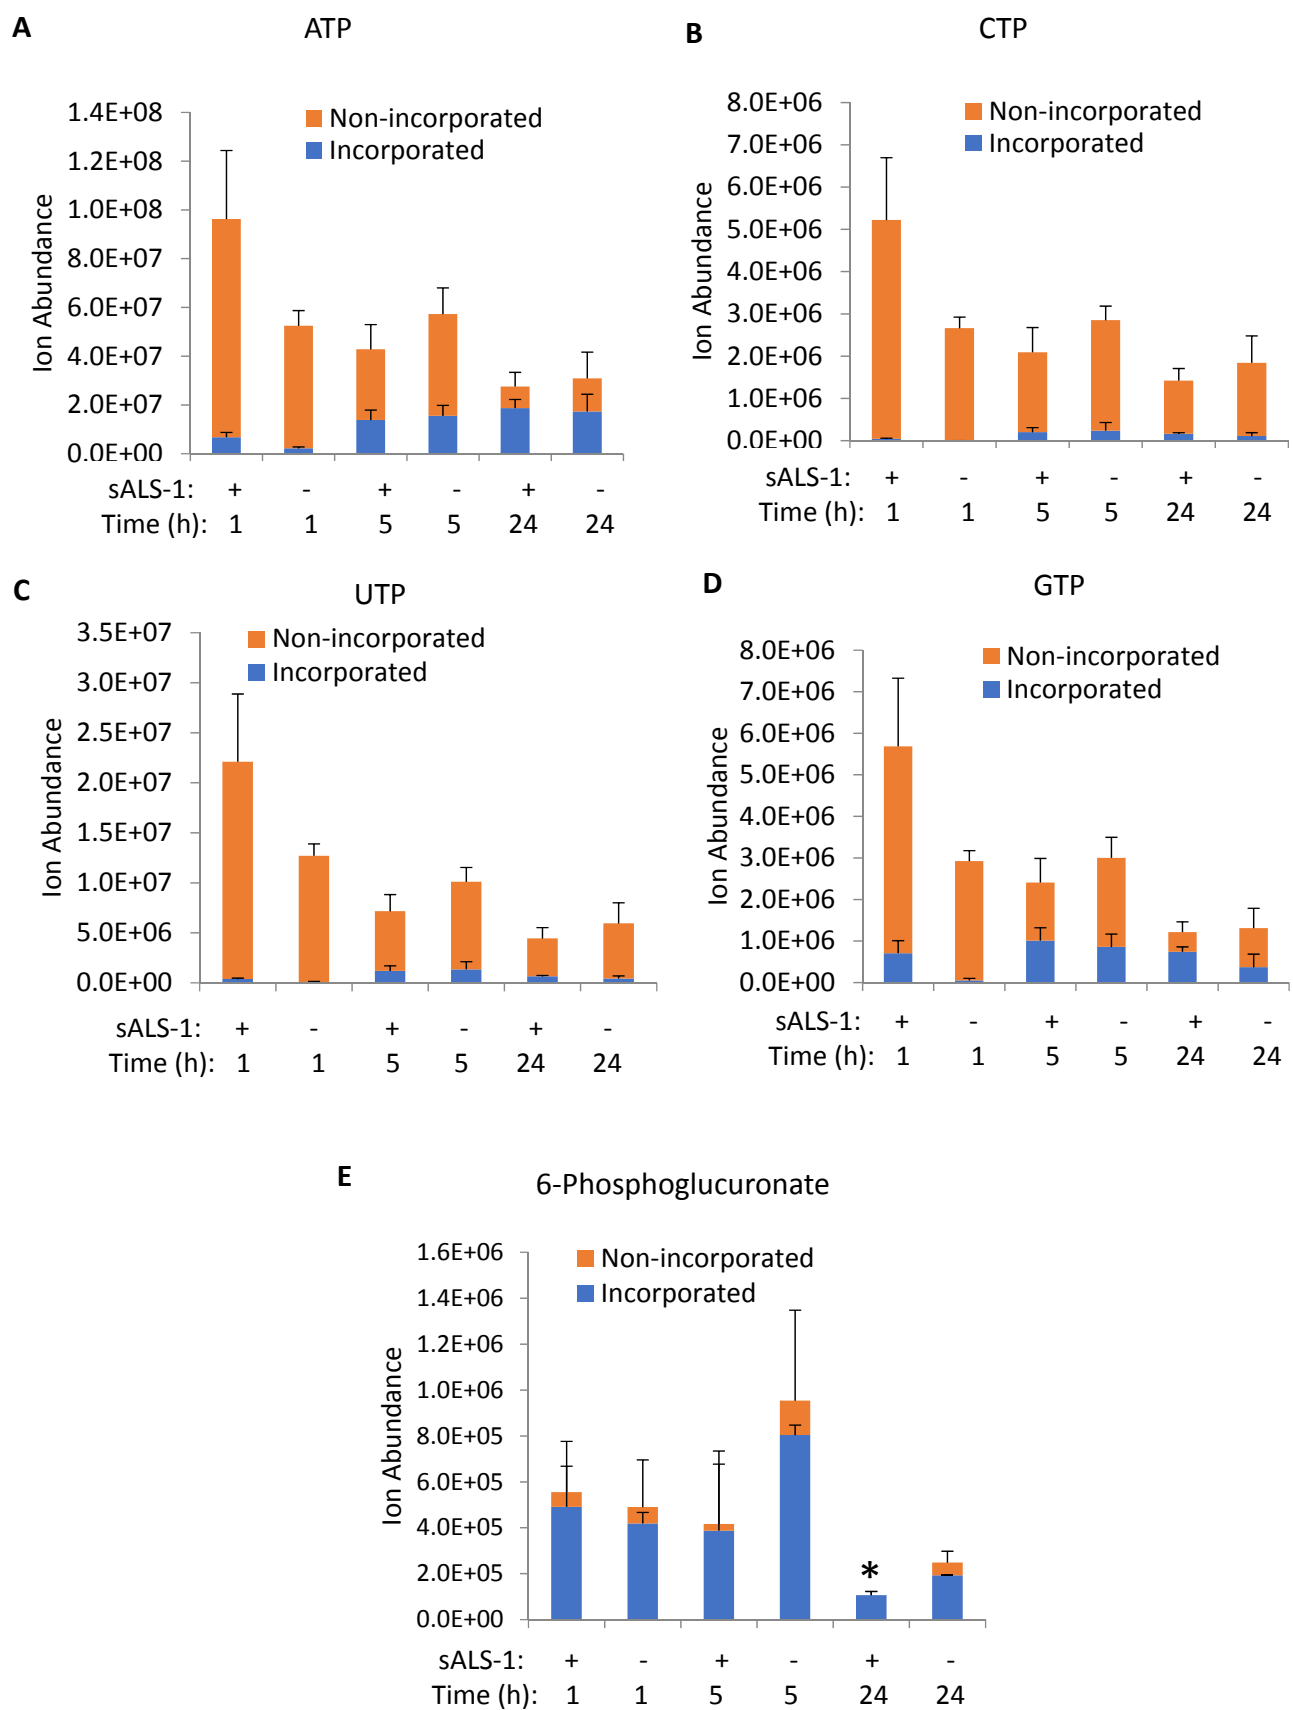 A
ATP
1.4E+08
1.2E+08
1.0E+08
8.0E+07
6.0E+07
4.0E+07
2.0E+07
0.0E+00
Ion Abundance
Non-incorporated
Incorporated
sALS-1: + - + - + -
Time (h): 1 1 5 5 24 24
B
CTP
8.0E+06
7.0E+06
6.0E+06
5.0E+06
4.0E+06
3.0E+06
2.0E+06
1.0E+06
0.0E+00
Ion Abundance
Non-incorporated
Incorporated
sALS-1: + - + - + -
Time (h): 1 1 5 5 24 24
C
UTP
3.5E+07
3.0E+07
2.5E+07
2.0E+07
1.5E+07
1.0E+07
5.0E+06
0.0E+00
Ion Abundance
Non-incorporated
Incorporated
sALS-1: + - + - + -
Time (h): 1 1 5 5 24 24
D
GTP
8.0E+06
7.0E+06
6.0E+06
5.0E+06
4.0E+06
3.0E+06
2.0E+06
1.0E+06
0.0E+00
Ion Abundance
Non-incorporated
Incorporated
sALS-1: + - + - + -
Time (h): 1 1 5 5 24 24
E
6-Phosphoglucuronate
1.6E+06
1.4E+06
1.2E+06
1.0E+06
8.0E+05
6.0E+05
4.0E+05
2.0E+05
0.0E+00
Ion Abundance
Non-incorporated
Incorporated
*
sALS-1: + - + - + -
Time (h): 1 1 5 5 24 24